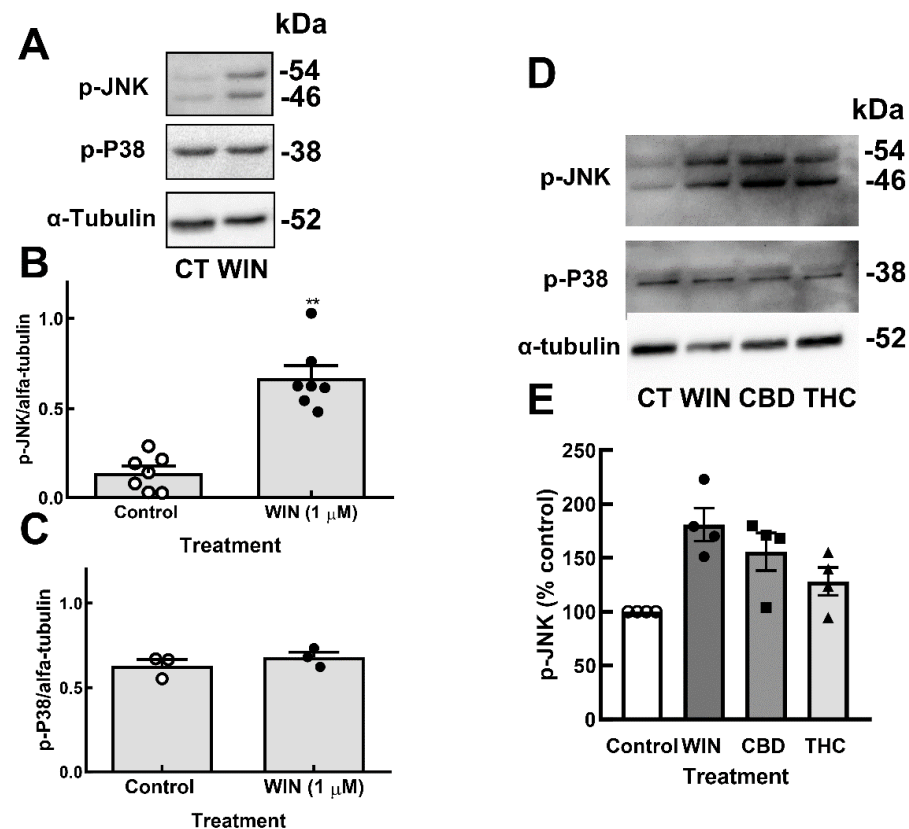 A
kDa
p-JNK
-54
-46
p-P38
-38
α-Tubulin
-52
CT WIN
B
p-JNK/alfa-tubulin
1.0
0.5
0.0
**
Control
WIN (1 μM)
Treatment
C
p-P38/alfa-tubulin
1.0
0.5
0.0
Control
WIN (1 μM)
Treatment
D
kDa
p-JNK
-54
-46
p-P38
-38
α-tubulin
-52
CT WIN CBD THC
E
p-JNK (% control)
250
200
150
100
50
0
Control WIN CBD THC
Treatment